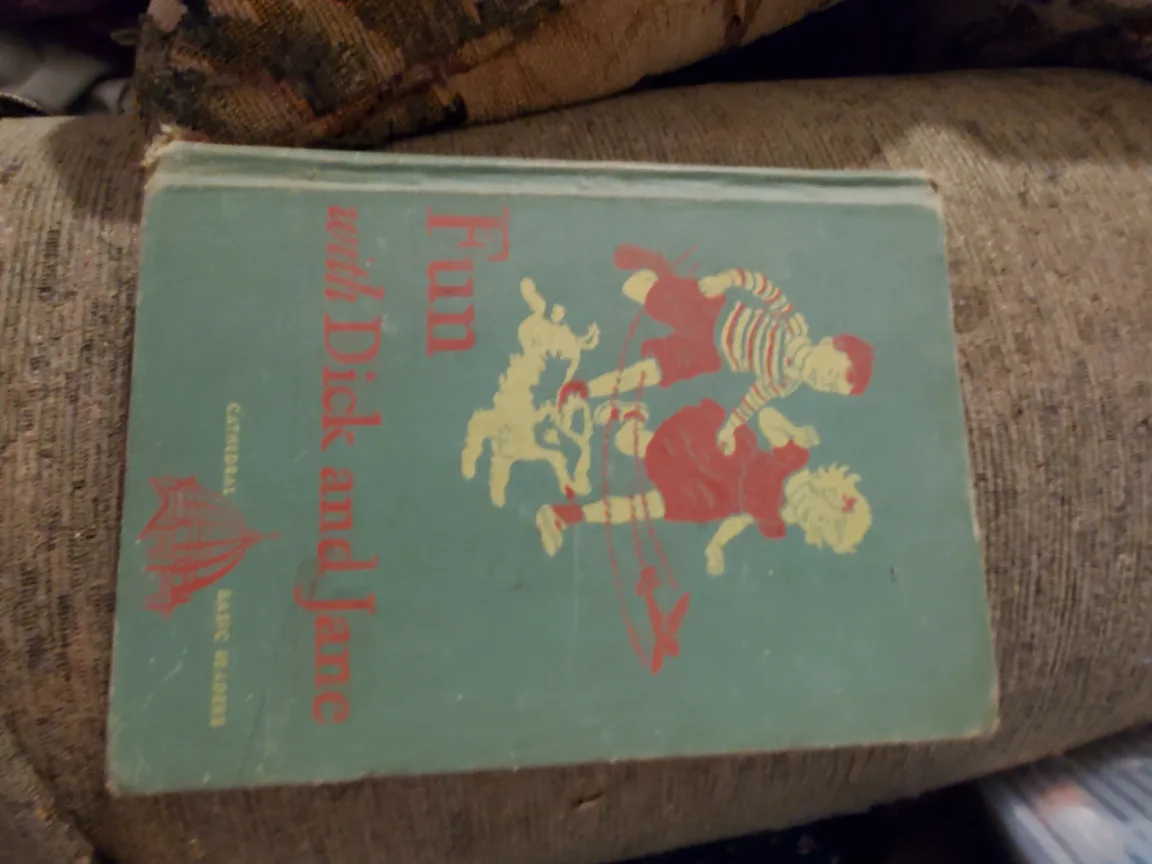 Fun
with Dick and Jane
CATHEDRAL BASIC READERS